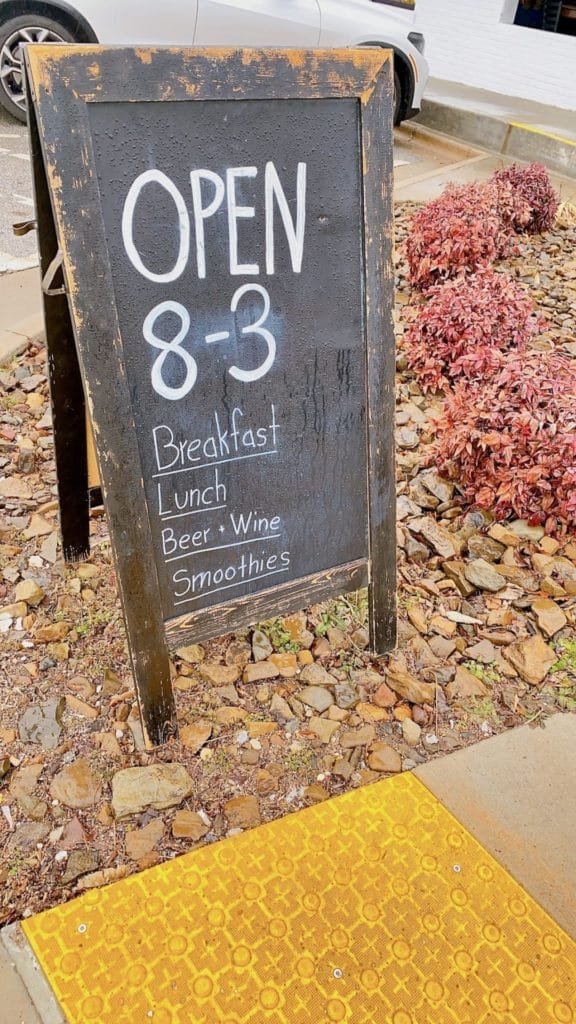 OPEN
8-3
Breakfast
Lunch
Beer + Wine
Smoothies